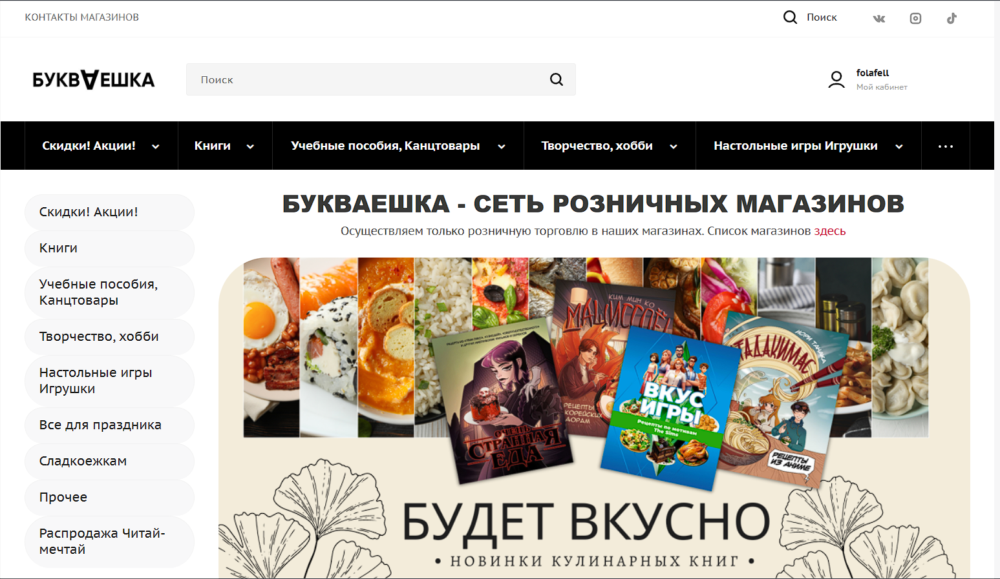 КОНТАКТЫ МАГАЗИНОВ
Поиск
БУКВАЕШКА
Поиск
folafell
Мой кабинет
Скидки! Акции!
Книги
Учебные пособия, Канцтовары
Творчество, хобби
Настольные игры Игрушки
Скидки! Акции!
Книги
Учебные пособия,
Канцтовары
Творчество, хобби
Настольные игры
Игрушки
Все для праздника
Сладкоежкам
Прочее
Распродажа Читай-
мечтай
БУКВАЕШКА - СЕТЬ РОЗНИЧНЫХ МАГАЗИНОВ
Осуществляем только розничную торговлю в наших магазинах. Список магазинов здесь
ОЧЕНЬ
СТРАННАЯ
ЕДА
КИМ МИН КО
МАШИССОЁ!
РЕЦЕПТЫ
КОРЕЙСКИХ
ДОРАМ
ВКУС
ИГРЫ
Рецепты по мотивам
The Sims
ЙОРИ ТАНАКА
ИТАДАКИМАС
РЕЦЕПТЫ
ИЗ АНИМЕ
БУДЕТ ВКУСНО
• НОВИНКИ КУЛИНАРНЫХ КНИГ •